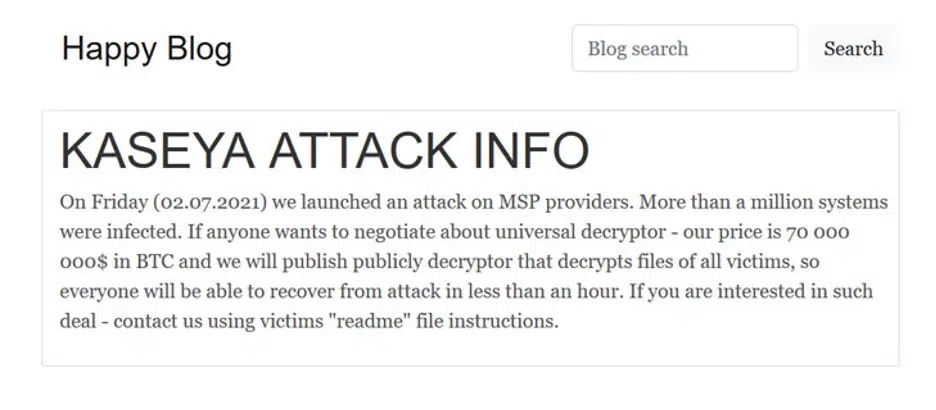 Happy Blog
Blog search
Search
KASEYA ATTACK INFO
On Friday (02.07.2021) we launched an attack on MSP providers. More than a million systems
were infected. If anyone wants to negotiate about universal decryptor - our price is 70 000
000$ in BTC and we will publish publicly decryptor that decrypts files of all victims, so
everyone will be able to recover from attack in less than an hour. If you are interested in such
deal - contact us using victims "readme" file instructions.